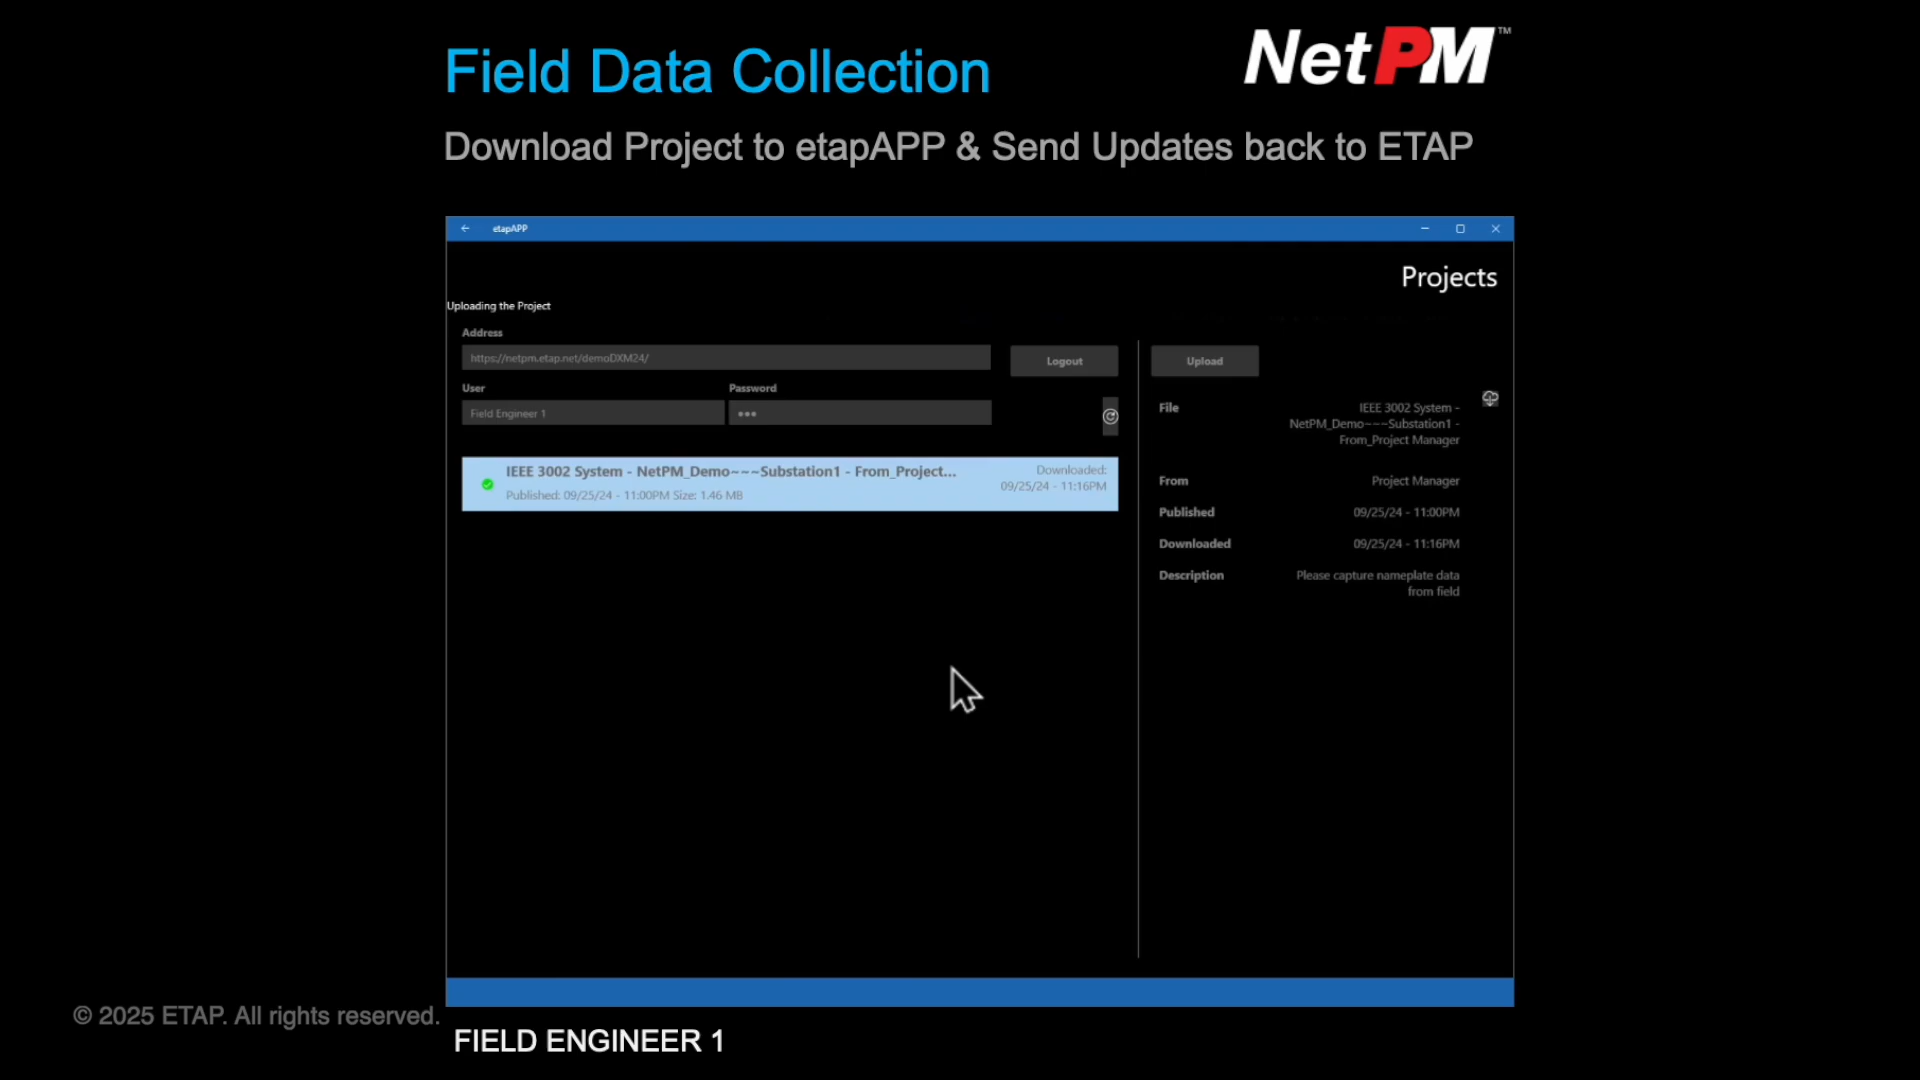 Field Data Collection
NetPM™
Download Project to etapAPP & Send Updates back to ETAP
etapAPP
Projects
Uploading the Project
Address
https://netpm.etap.net/demoDXM24/
Logout
User
Password
Field Engineer 1
•••
IEEE 3002 System - NetPM_Demo~~~Substation1 - From_Project...
Downloaded:
Published: 09/25/24 - 11:00PM Size: 1.46 MB
09/25/24 - 11:16PM
Upload
File
IEEE 3002 System -
NetPM_Demo~~~Substation1 -
From_Project Manager
From
Project Manager
Published
09/25/24 - 11:00PM
Downloaded
09/25/24 - 11:16PM
Description
Please capture nameplate data
from field
© 2025 ETAP. All rights reserved.
FIELD ENGINEER 1